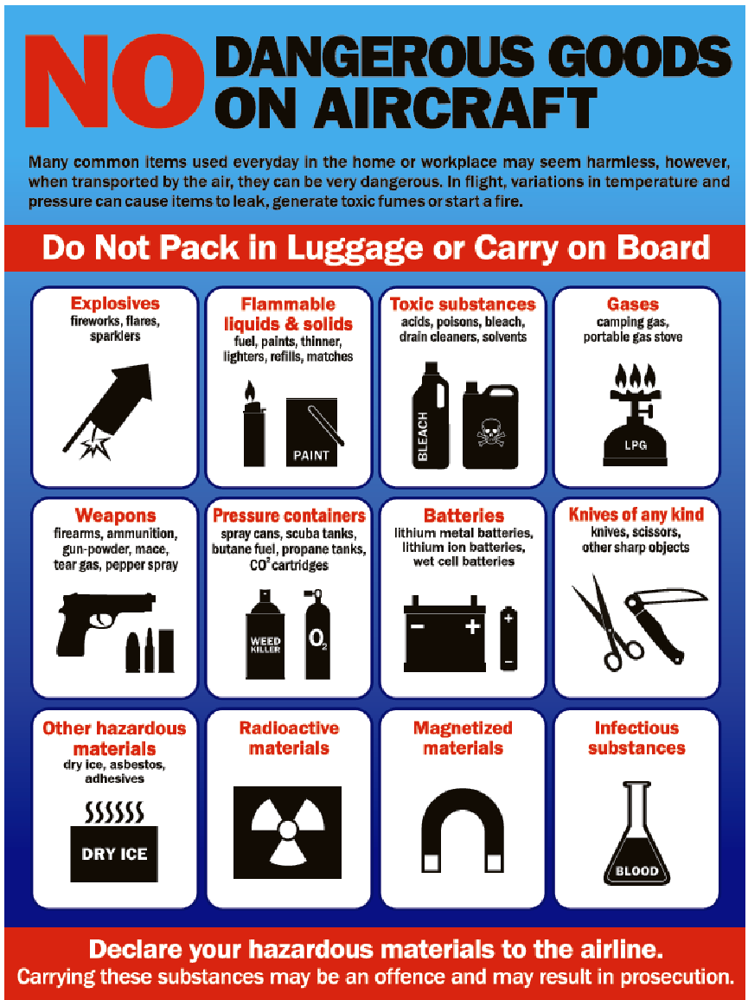 NO DANGEROUS GOODS
ON AIRCRAFT
Many common items used everyday in the home or workplace may seem harmless, however,
when transported by the air, they can be very dangerous. In flight, variations in temperature and
pressure can cause items to leak, generate toxic fumes or start a fire.
Do Not Pack in Luggage or Carry on Board
Explosives
fireworks, flares,
sparklers
Flammable
liquids & solids
fuel, paints, thinner,
lighters, refills, matches
PAINT
Toxic substances
acids, poisons, bleach,
drain cleaners, solvents
BLEACH
Gases
camping gas,
portable gas stove
LPG
Weapons
firearms, ammunition,
gun-powder, mace,
tear gas, pepper spray
Pressure containers
spray cans, scuba tanks,
butane fuel, propane tanks,
CO² cartridges
WEED
KILLER
O₂
Batteries
lithium metal batteries,
lithium ion batteries,
wet cell batteries
- +
+
-
Knives of any kind
knives, scissors,
other sharp objects
Other hazardous
materials
dry ice, asbestos,
adhesives
DRY ICE
Radioactive
materials
Magnetized
materials
Infectious
substances
BLOOD
Declare your hazardous materials to the airline.
Carrying these substances may be an offence and may result in prosecution.